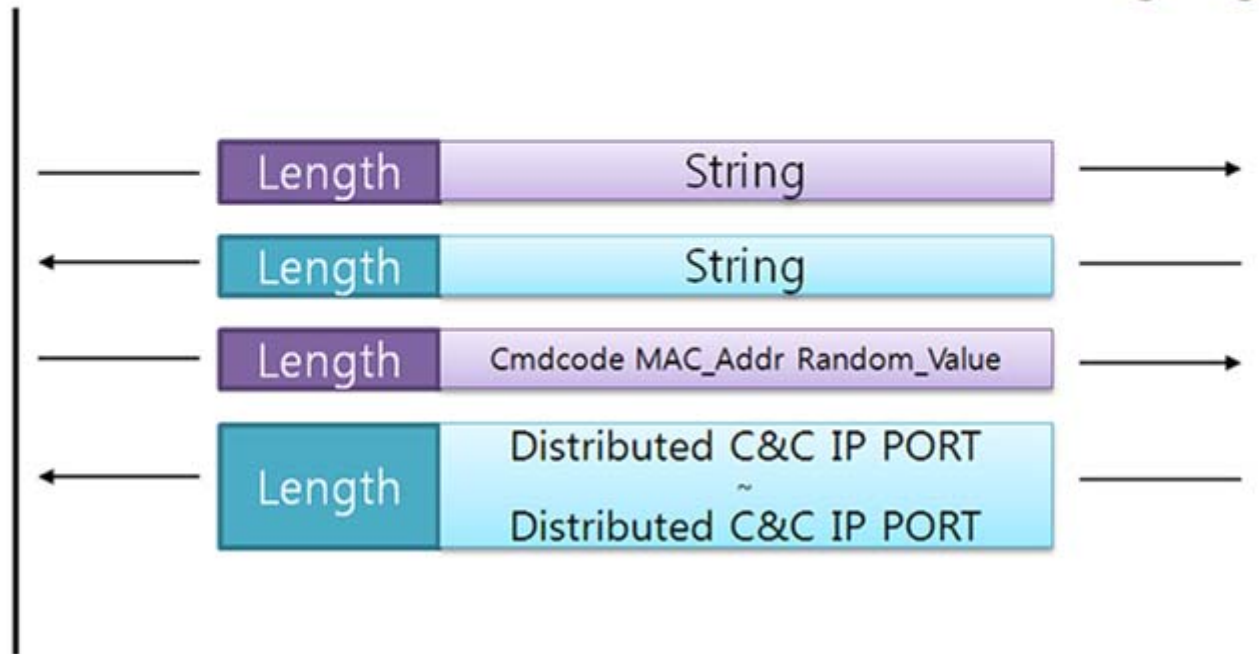 Length String
Length String
Length Cmdcode MAC_Addr Random_Value
Length Distributed C&C IP PORT
~
Distributed C&C IP PORT